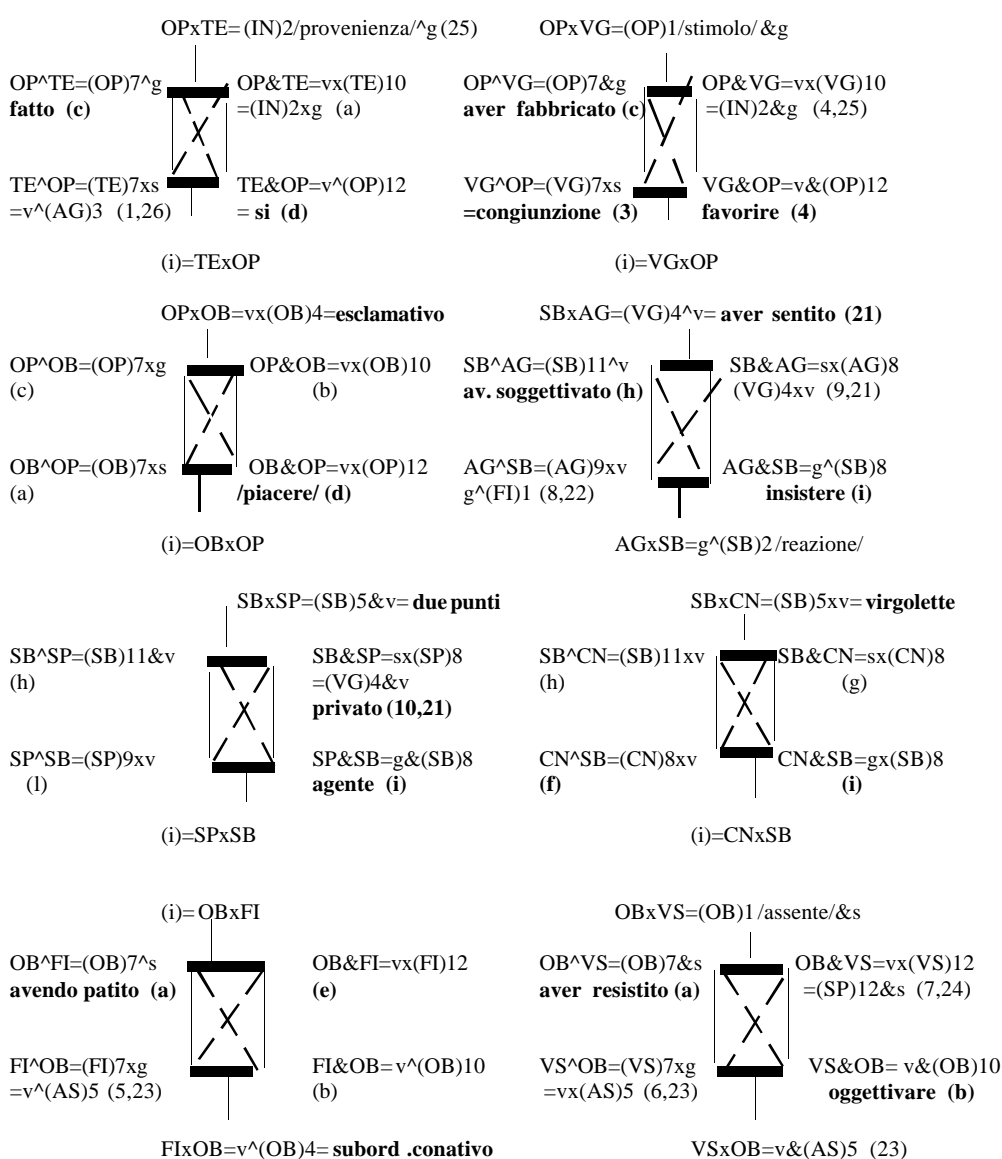 OPxTE=(IN)2/provenienza/^g (25)
OP^TE=(OP)7^g
fatto (c)
OP&TE=vx(TE)10
=(IN)2xg (a)
TE^OP=(TE)7xs
=v^(AG)3 (1,26)
TE&OP=v^(OP)12
= si (d)
(i)=TExOP
OPxVG=(OP)1/stimolo/&g
OP^VG=(OP)7&g
aver fabbricato (c)
OP&VG=vx(VG)10
=(IN)2&g (4,25)
VG^OP=(VG)7xs
=congiunzione (3)
VG&OP=v&(OP)12
favorire (4)
(i)=VGxOP
OPxOB=vx(OB)4=esclamativo
OP^OB=(OP)7xg
(c)
OP&OB=vx(OB)10
(b)
OB^OP=(OB)7xs
(a)
OB&OP=vx(OP)12
/piacere/ (d)
(i)=OBxOP
SBxAG=(VG)4^v= aver sentito (21)
SB^AG=(SB)11^v
av. soggettivato (h)
SB&AG=sx(AG)8
(VG)4xv (9,21)
AG^SB=(AG)9xv
g^(FI)1 (8,22)
AG&SB=g^(SB)8
insistere (i)
AGxSB=g^(SB)2/reazione/
SBxSP=(SB)5&v= due punti
SB^SP=(SB)11&v
(h)
SB&SP=sx(SP)8
=(VG)4&v
privato (10,21)
SP^SB=(SP)9xv
(l)
SP&SB=g&(SB)8
agente (i)
(i)=SPxSB
SBxCN=(SB)5xv= virgolette
SB^CN=(SB)11xv
(h)
SB&CN=sx(CN)8
(g)
CN^SB=(CN)8xv
(f)
CN&SB=gx(SB)8
(i)
(i)=CNxSB
(i)=OBxFI
OB^FI=(OB)7^s
avendo patito (a)
OB&FI=vx(FI)12
(e)
FI^OB=(FI)7xg
=v^(AS)5 (5,23)
FI&OB=v^(OB)10
(b)
FIxOB=v^(OB)4= subord .conativo
OBxVS=(OB)1/assente/&s
OB^VS=(OB)7&s
aver resistito (a)
OB&VS=vx(VS)12
=(SP)12&s (7,24)
VS^OB=(VS)7xg
=vx(AS)5 (6,23)
VS&OB= v&(OB)10
oggettivare (b)
VSxOB=v&(AS)5 (23)